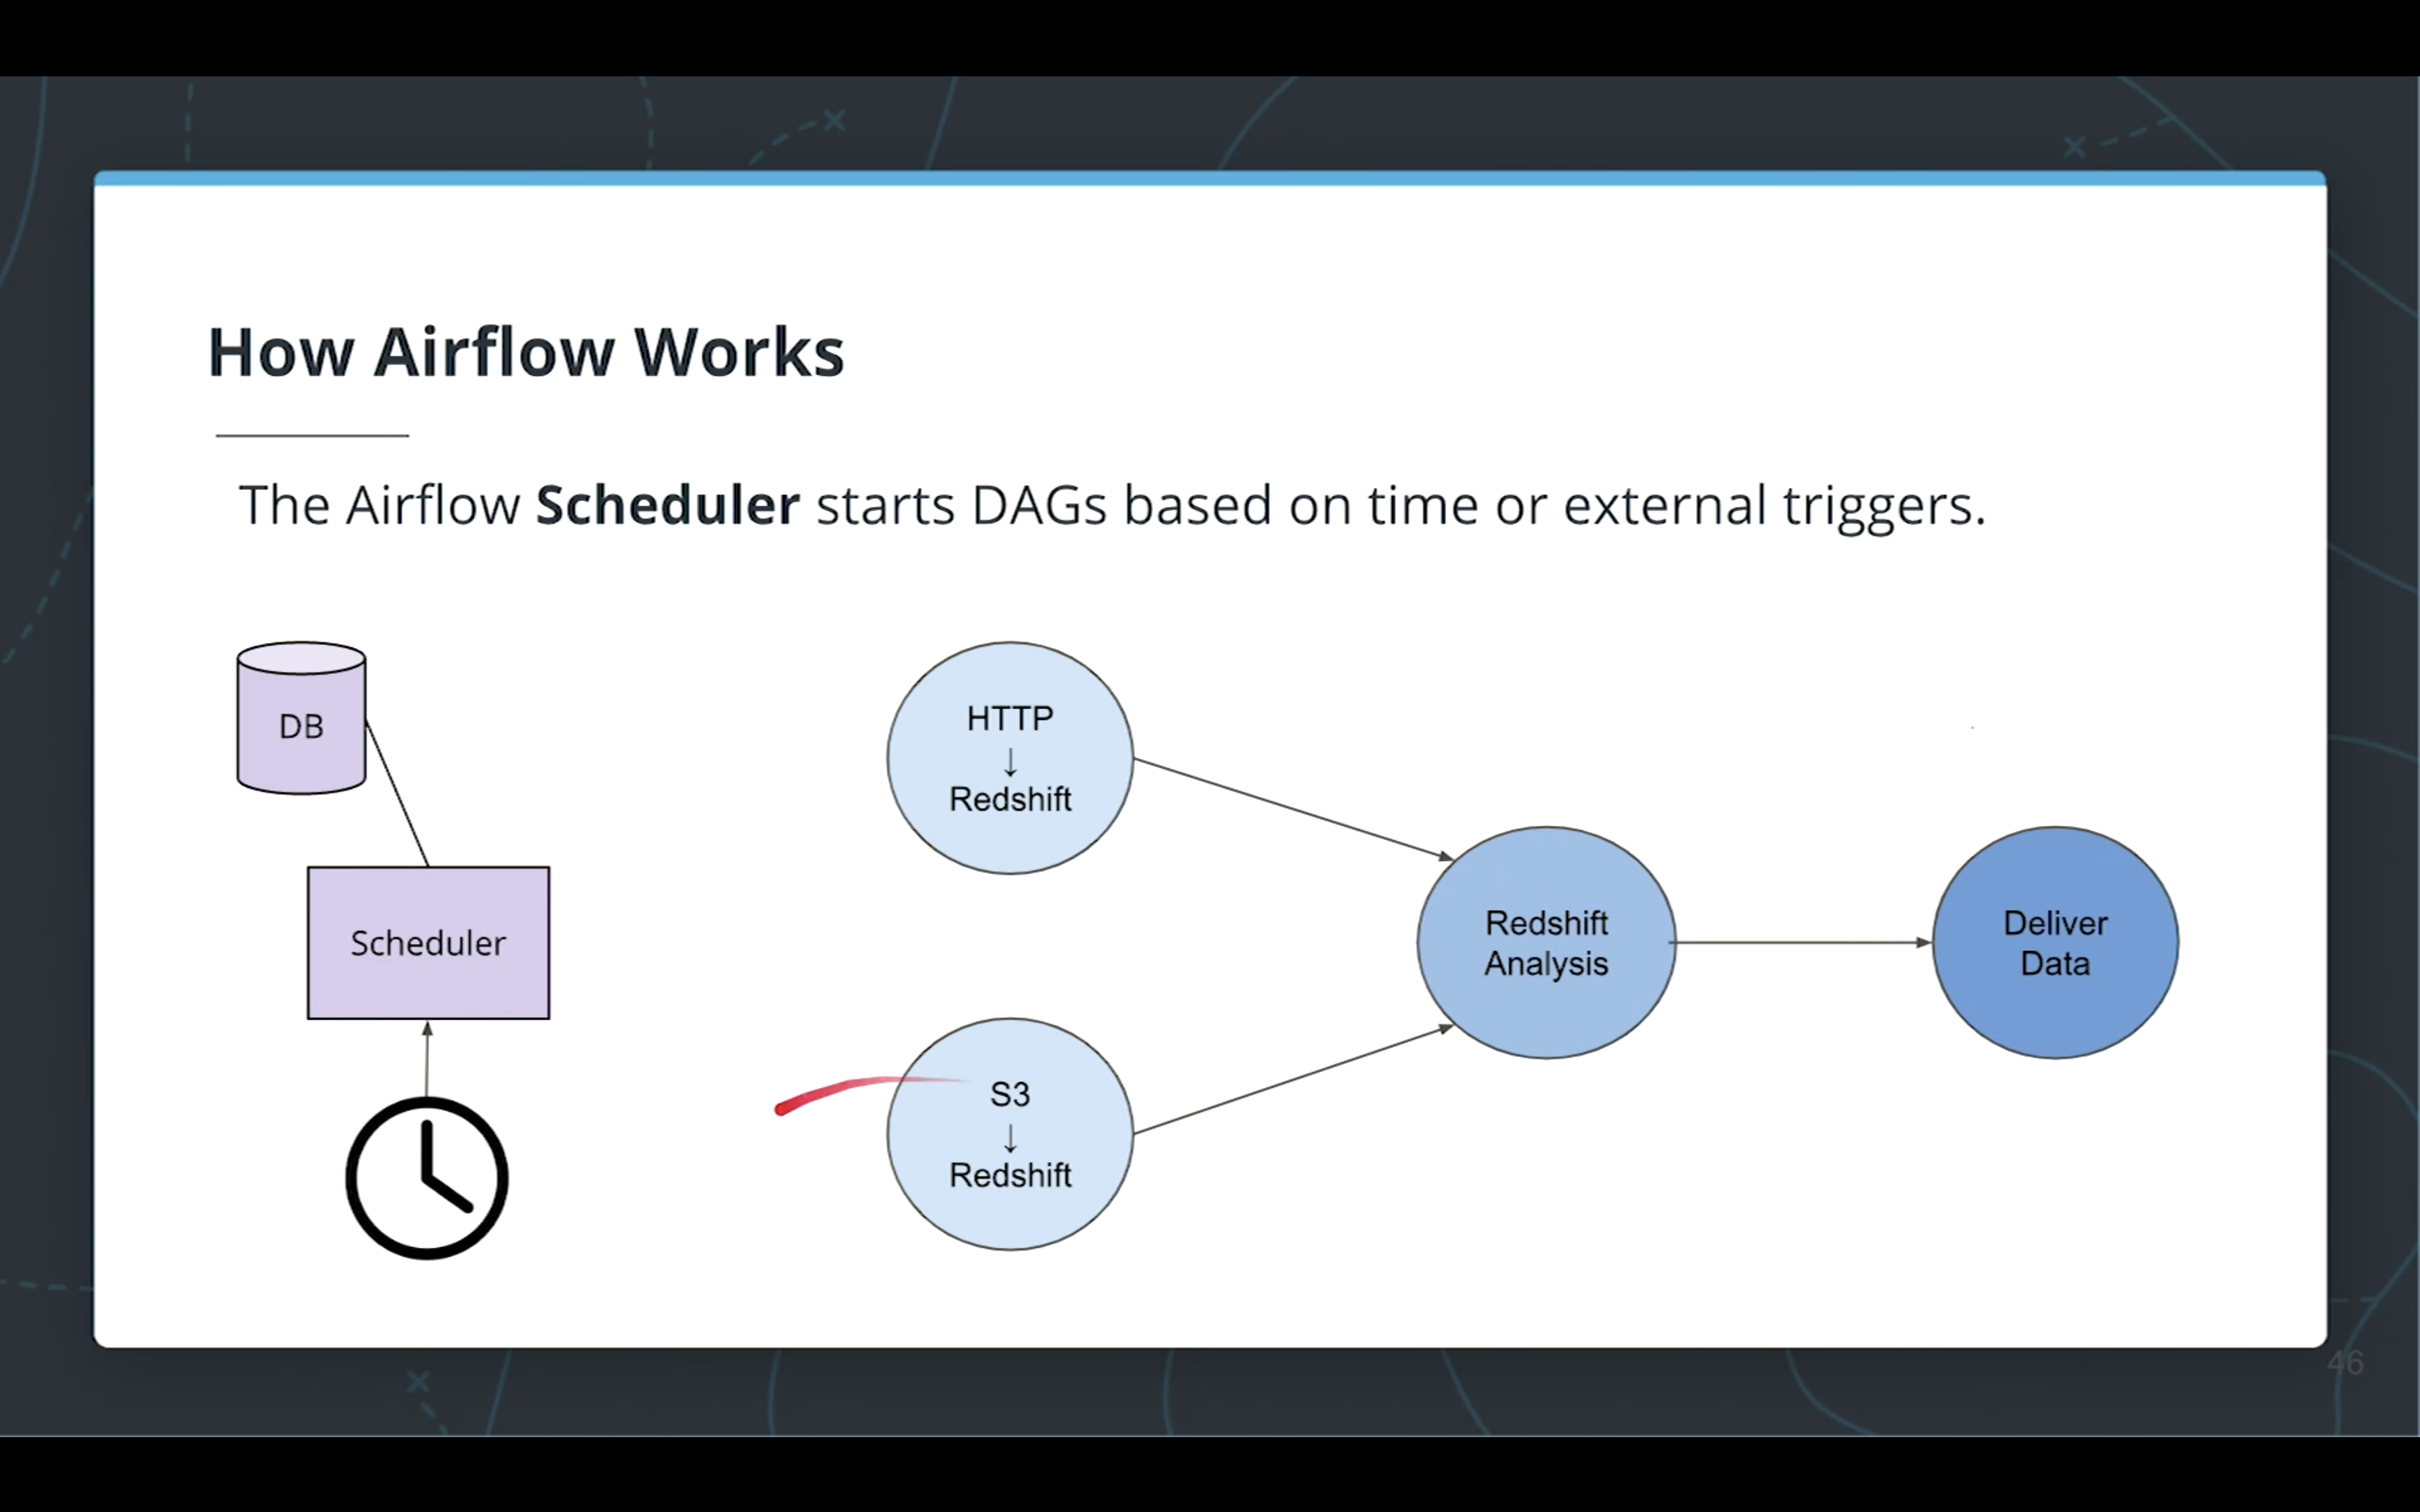 How Airflow Works
The Airflow Scheduler starts DAGs based on time or external triggers.
DB
Scheduler
HTTP
↓
Redshift
S3
↓
Redshift
Redshift
Analysis
Deliver
Data
46